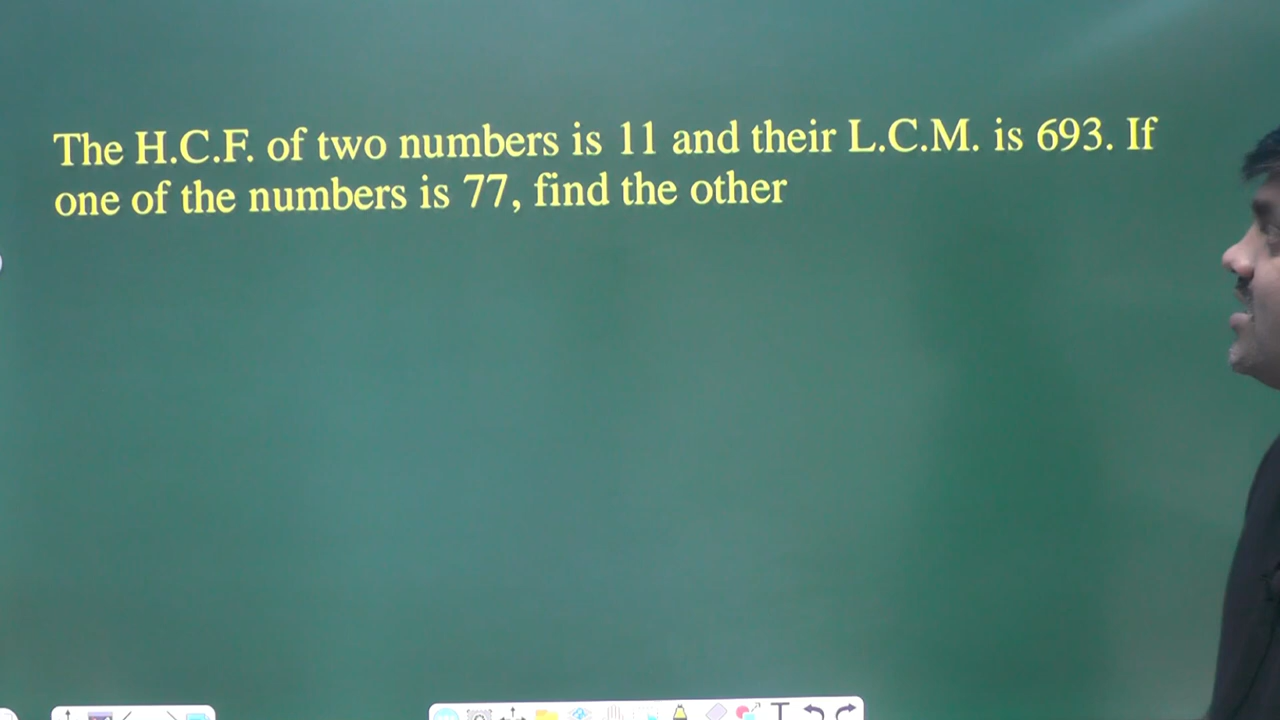 The H.C.F. of two numbers is 11 and their L.C.M. is 693. If
one of the numbers is 77, find the other